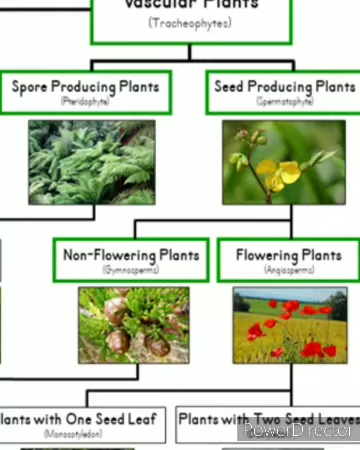 Vascular Plants
(Tracheophytes)
Spore Producing Plants
(Pteridophyte)
Seed Producing Plants
(Spermatophyte)
Non-Flowering Plants
(Gymnosperms)
Flowering Plants
(Angiosperms)
lants with One Seed Leaf
(Monocotyledon)
Plants with Two Seed Leaves
PowerDirector